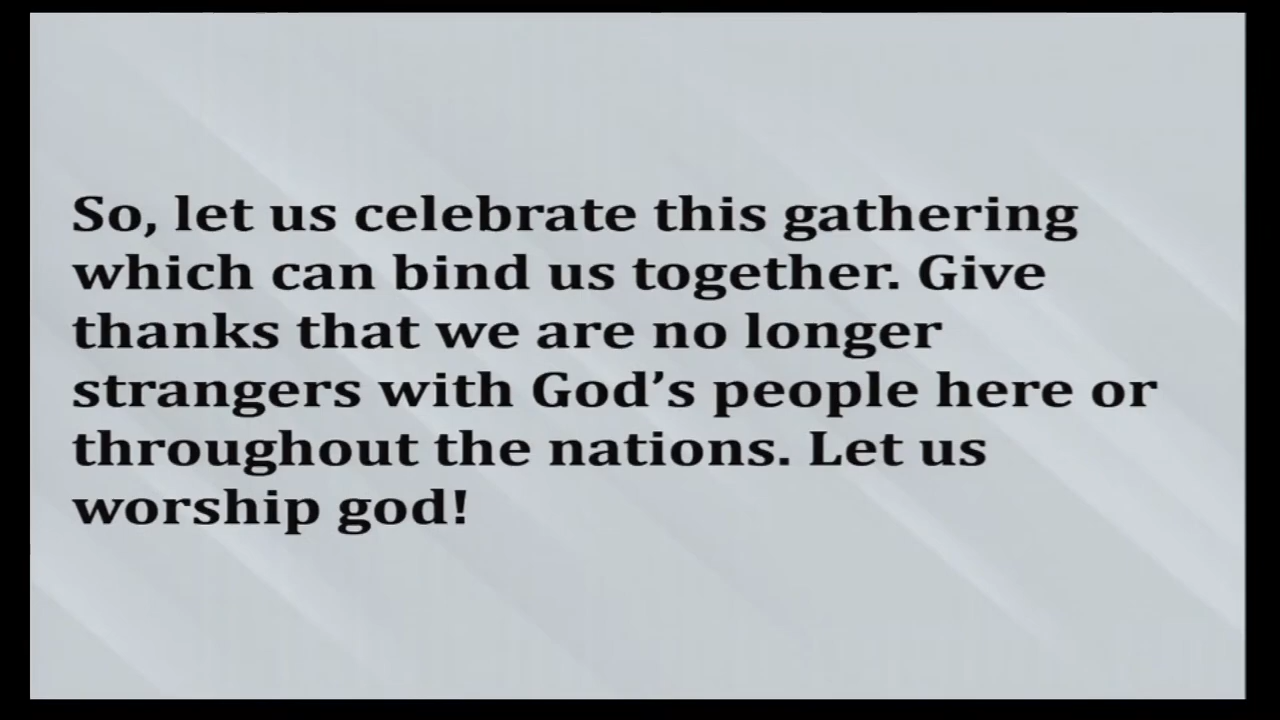 So, let us celebrate this gathering
which can bind us together. Give
thanks that we are no longer
strangers with God’s people here or
throughout the nations. Let us
worship god!